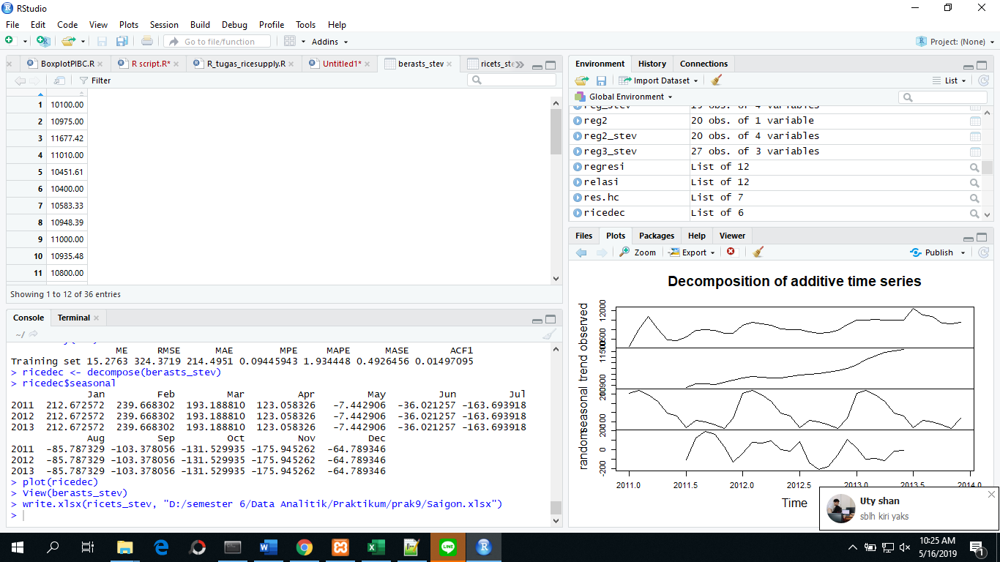 RStudio
File Edit Code View Plots Session Build Debug Profile Tools Help
Go to file/function Addins Project: (None)
BoxplotPIBC.R R script.R* R_tugas_ricesupply.R Untitled1* berasts_stev ricets_ste
Filter
1 10100.00
2 10975.00
3 11677.42
4 11010.00
5 10451.61
6 10400.00
7 10583.33
8 10948.39
9 11000.00
10 10935.48
11 10800.00
Showing 1 to 12 of 36 entries
Console Terminal
~/
ME RMSE MAE MPE MAPE MASE ACF1
Training set 15.2763 324.3719 214.4951 0.09445943 1.934448 0.4926456 0.01497095
> ricedec <- decompose(berasts_stev)
> ricedec$seasonal
Jan Feb Mar Apr May Jun Jul
2011 212.672572 239.668302 193.188810 123.058326 -7.442906 -36.021257 -163.693918
2012 212.672572 239.668302 193.188810 123.058326 -7.442906 -36.021257 -163.693918
2013 212.672572 239.668302 193.188810 123.058326 -7.442906 -36.021257 -163.693918
Aug Sep Oct Nov Dec
2011 -85.787329 -103.378056 -131.529935 -175.945262 -64.789346
2012 -85.787329 -103.378056 -131.529935 -175.945262 -64.789346
2013 -85.787329 -103.378056 -131.529935 -175.945262 -64.789346
> plot(ricedec)
> View(berasts_stev)
> write.xlsx(ricets_stev, "D:/semester 6/Data Analitik/Praktikum/prak9/Saigon.xlsx")
>
Environment History Connections
Import Dataset List
Global Environment
reg_stev 19 obs. of 4 variables
reg2 20 obs. of 1 variable
reg2_stev 20 obs. of 4 variables
reg3_stev 27 obs. of 3 variables
regresi List of 12
relasi List of 12
res.hc List of 7
ricedec List of 6
Files Plots Packages Help Viewer
Zoom Export Publish
Decomposition of additive time series
observed
12000
trend
10900
seasonal
random
0
-200
2011.0 2011.5 2012.0 2012.5 2013.0 2013.5 2014.0
Time
Uty shan
sblh kiri yaks
10:25 AM
5/16/2019
1